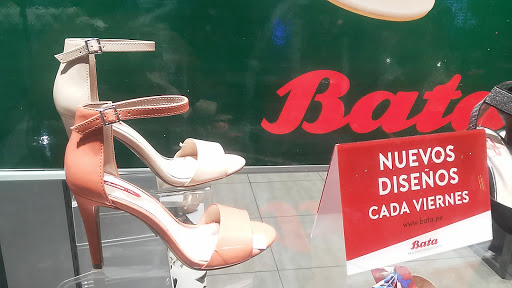 Bata
NUEVOS
DISEÑOS
CADA VIERNES
www.bata.pe
Bata